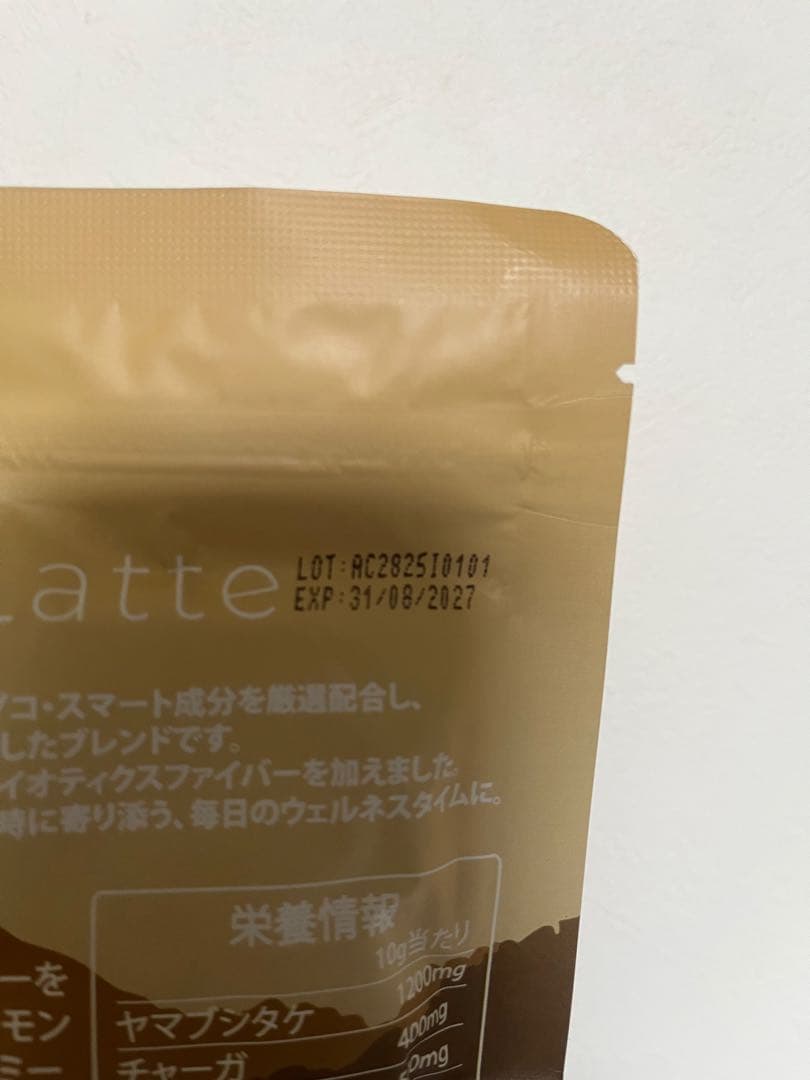 Latte
LOT:AC2825I0101
EXP:31/08/2027
コ・スマート成分を厳選配合し、
したブレンドです。
イオティクスファイバーを加えました。
時に寄り添う、毎日のウェルネスタイムに。
栄養情報
10g当たり
ーを
モン
ミー
ヤマブシタケ 1200mg
チャーガ 400mg